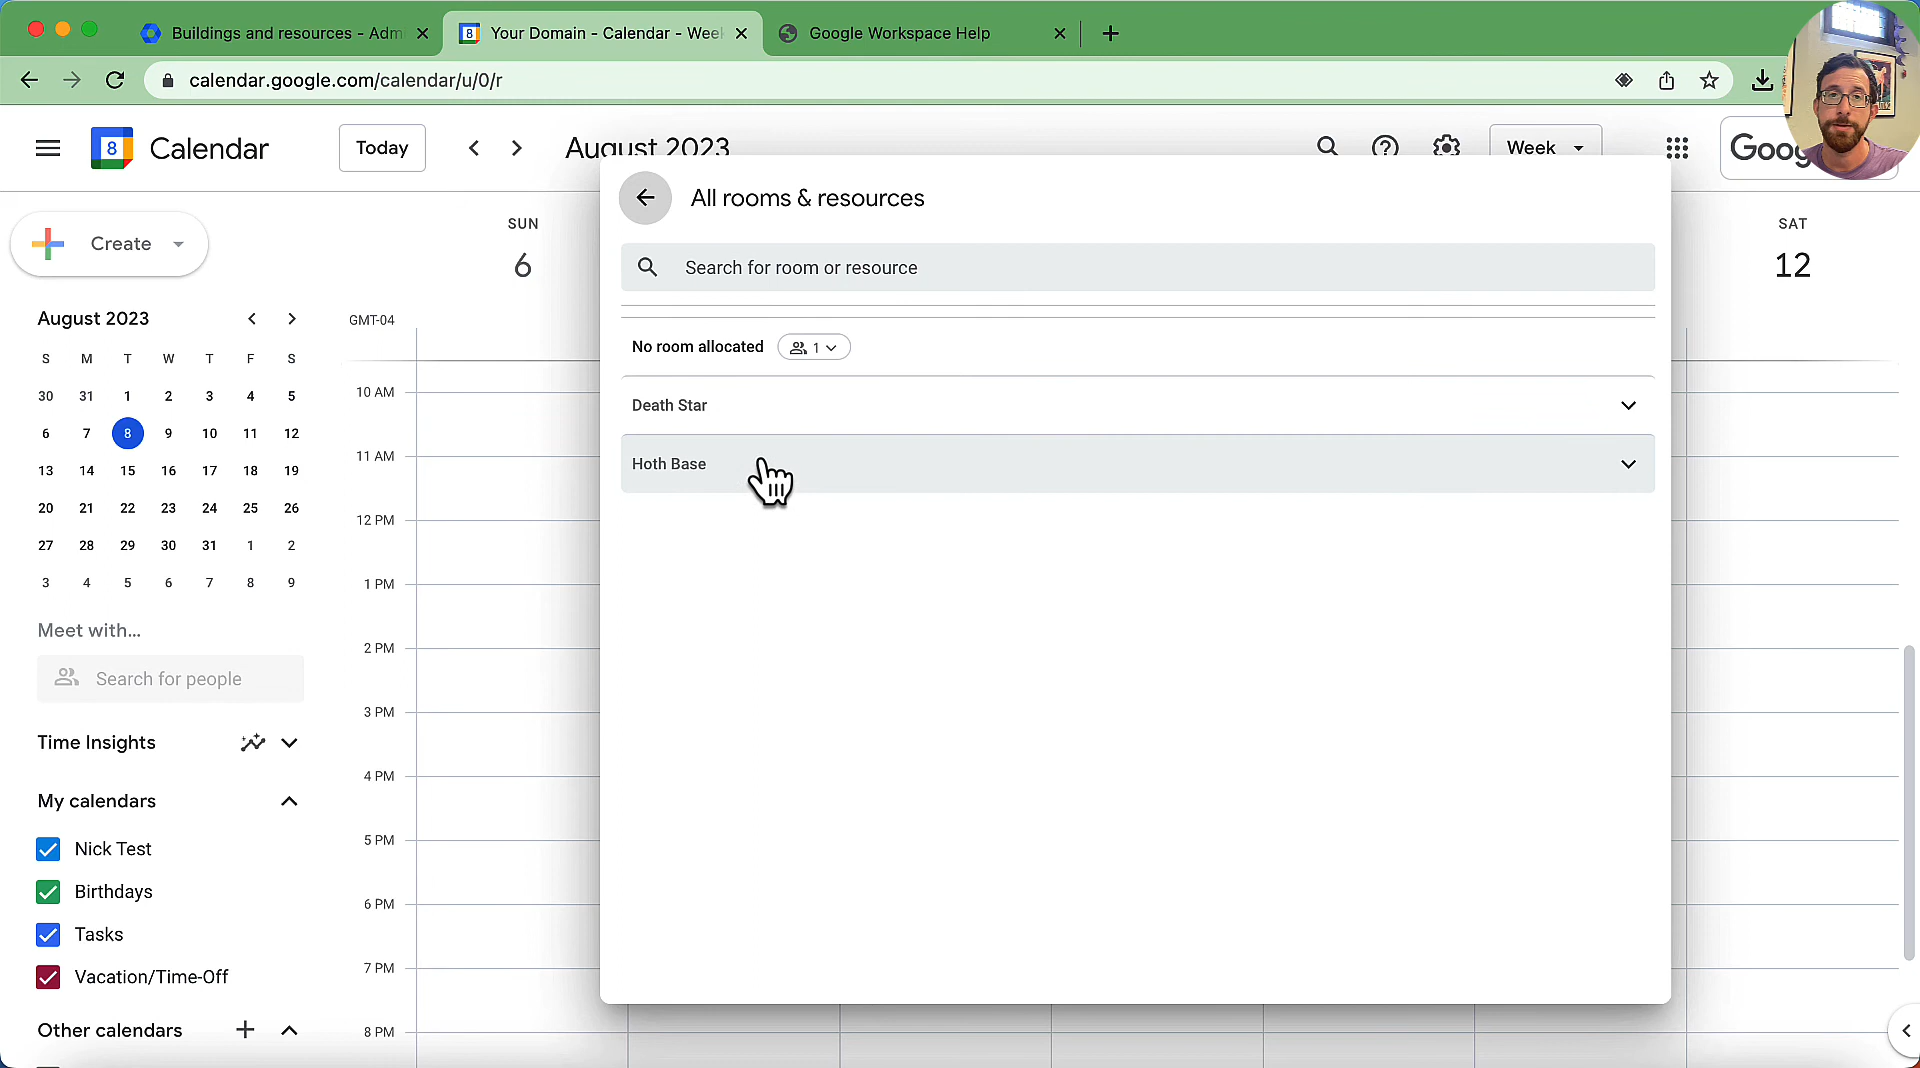 Buildings and resources - Adm
Your Domain - Calendar - Week
Google Workspace Help
calendar.google.com/calendar/u/0/r
8 Calendar
Today
August 2023
Week
Goog
Create
All rooms & resources
Search for room or resource
No room allocated 1
Death Star
Hoth Base
SUN
6
SAT
12
GMT-04
10 AM
11 AM
12 PM
1 PM
2 PM
3 PM
4 PM
5 PM
6 PM
7 PM
8 PM
August 2023
S M T W T F S
30 31 1 2 3 4 5
6 7 8 9 10 11 12
13 14 15 16 17 18 19
20 21 22 23 24 25 26
27 28 29 30 31 1 2
3 4 5 6 7 8 9
Meet with...
Search for people
Time Insights
My calendars
Nick Test
Birthdays
Tasks
Vacation/Time-Off
Other calendars